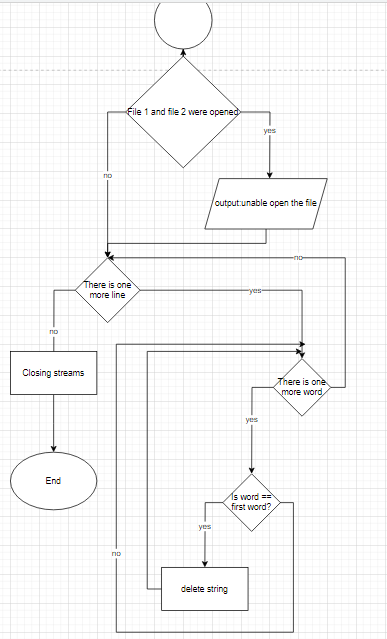 File 1 and file 2 were opened
yes
no
output:unable open the file
no
There is one
more line
yes
no
Closing streams
There is one
more word
yes
End
Is word ==
first word?
yes
no
delete string